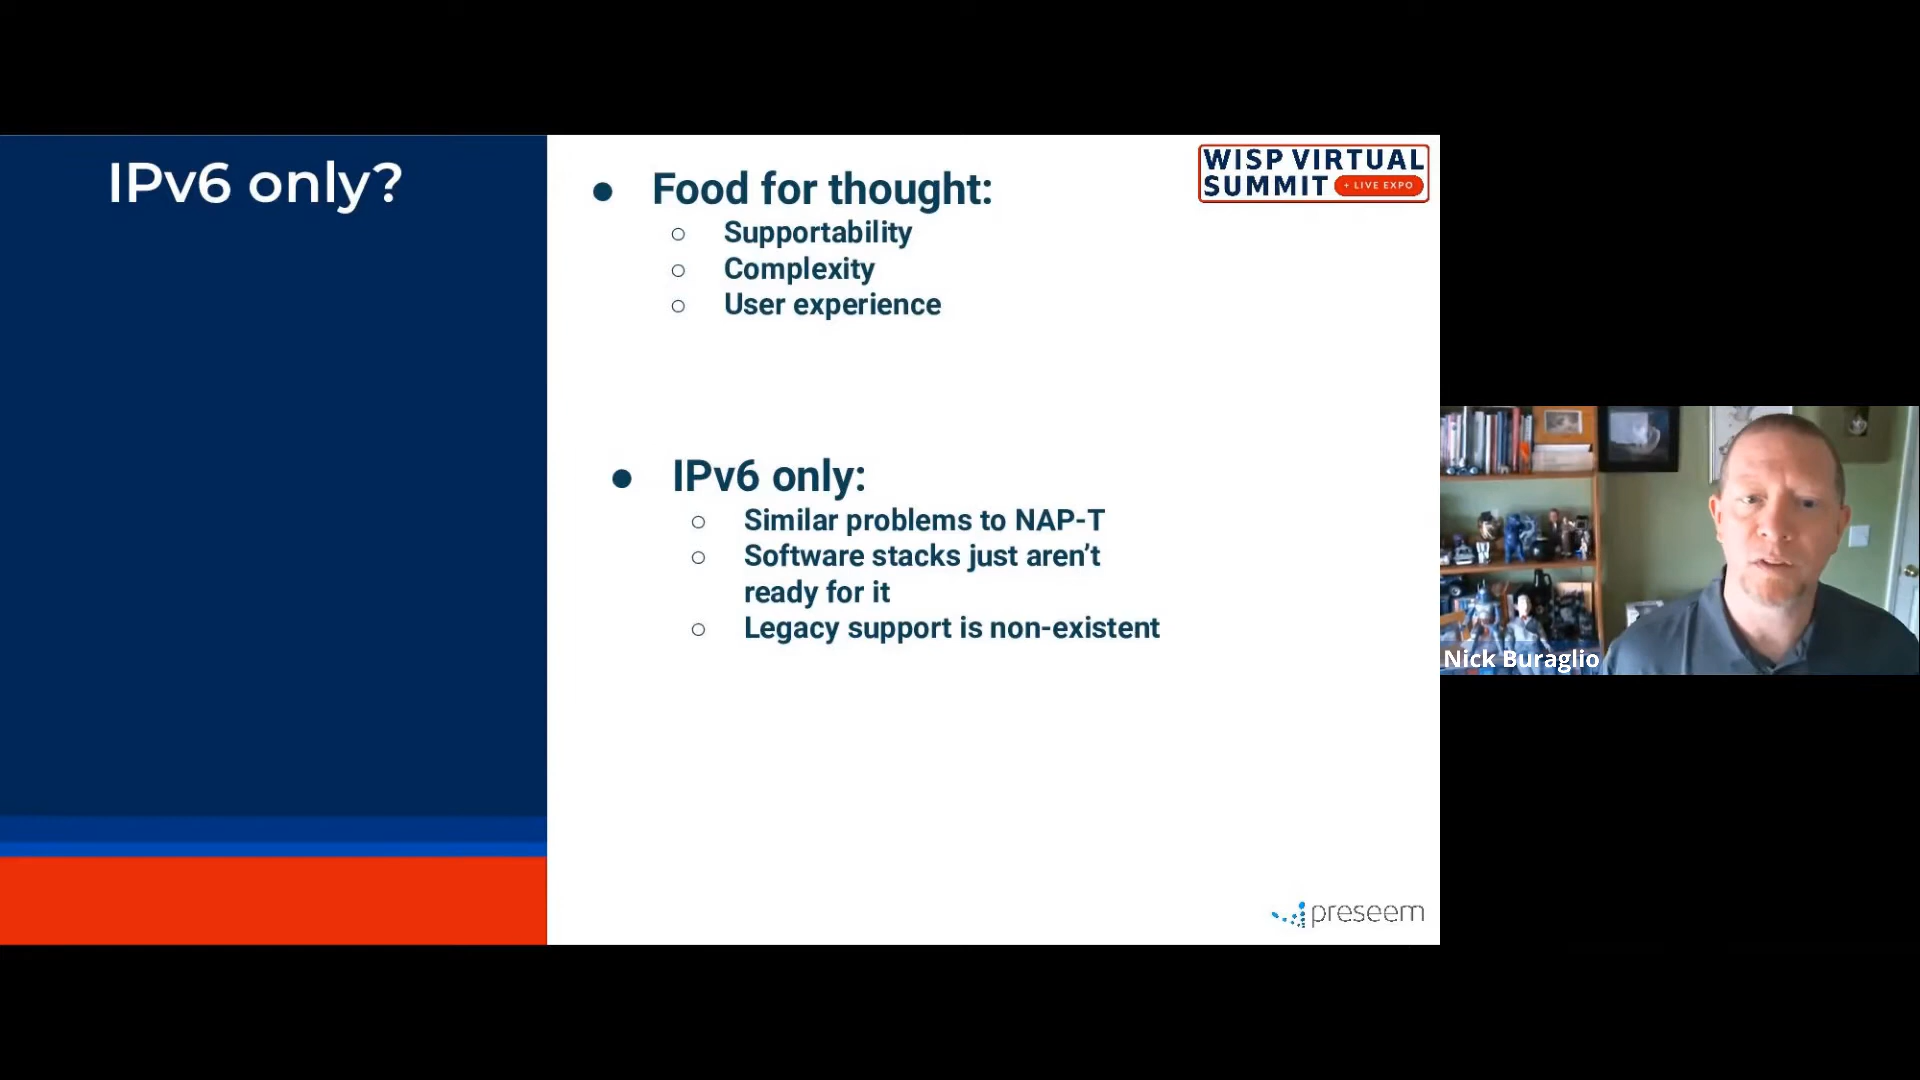 IPv6 only?
Food for thought:
Supportability
Complexity
User experience
IPv6 only:
Similar problems to NAP-T
Software stacks just aren’t
ready for it
Legacy support is non-existent
WISP VIRTUAL
SUMMIT + LIVE EXPO
preseem
Nick Buraglio